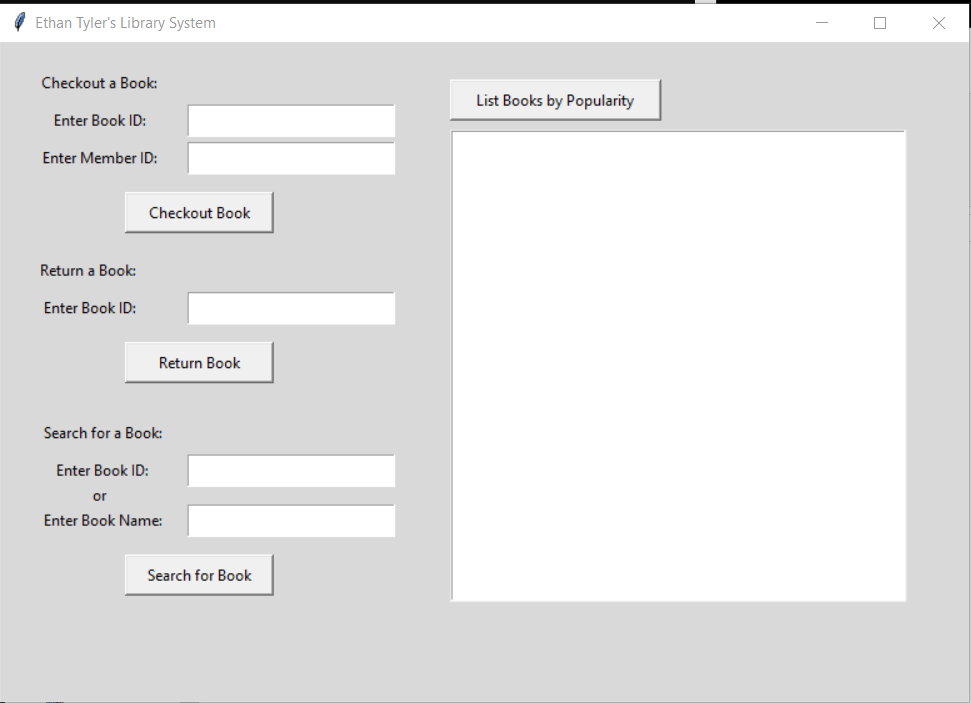 Ethan Tyler's Library System
Checkout a Book:
Enter Book ID:
Enter Member ID:
Checkout Book
Return a Book:
Enter Book ID:
Return Book
Search for a Book:
Enter Book ID:
or
Enter Book Name:
Search for Book
List Books by Popularity